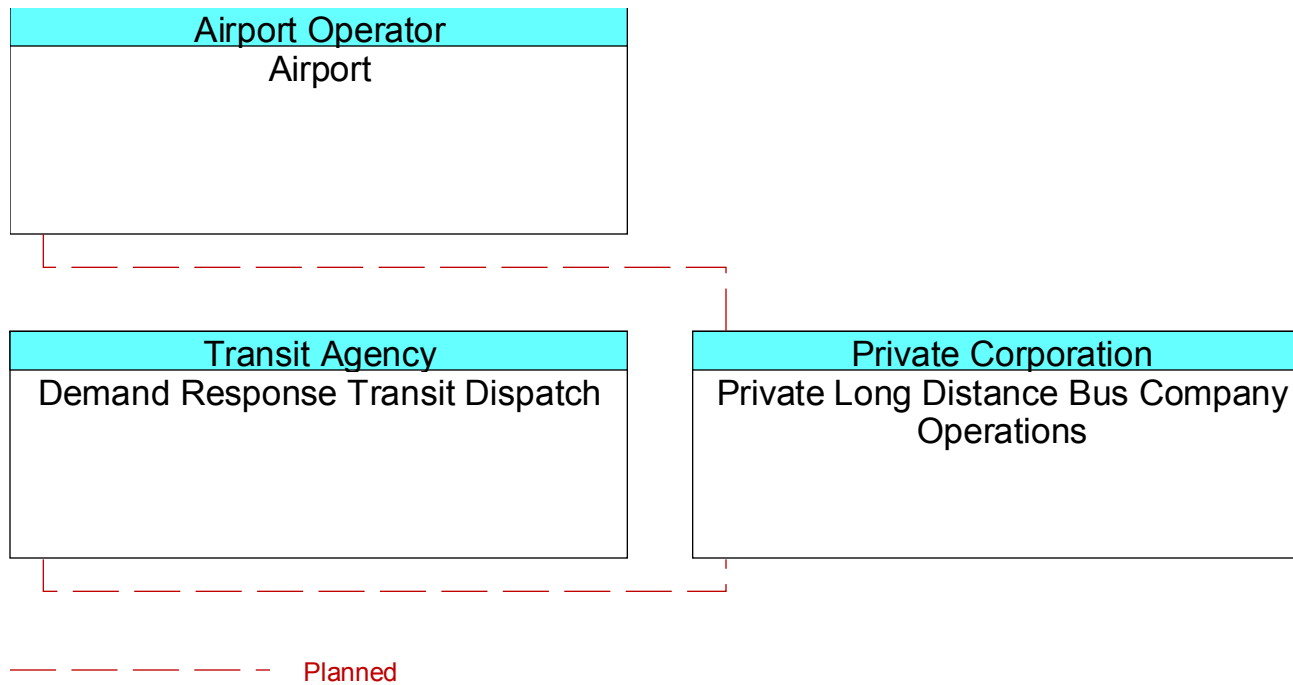 Airport Operator
Airport
Transit Agency
Demand Response Transit Dispatch
Private Corporation
Private Long Distance Bus Company
Operations
Planned